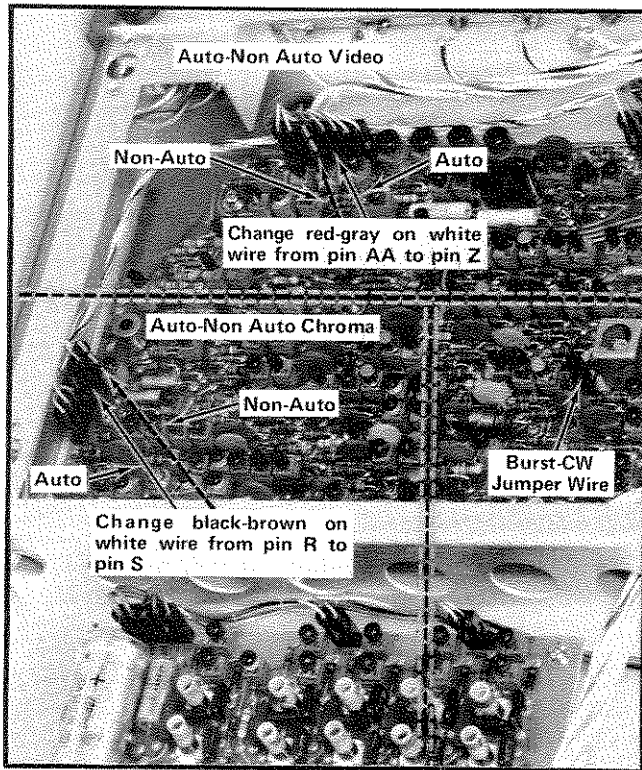 Auto-Non Auto Video
Non-Auto
Auto
Change red-gray on white
wire from pin AA to pin Z
Auto-Non Auto Chroma
Non-Auto
Auto
Burst-CW
Jumper Wire
Change black-brown on
white wire from pin R to
pin S